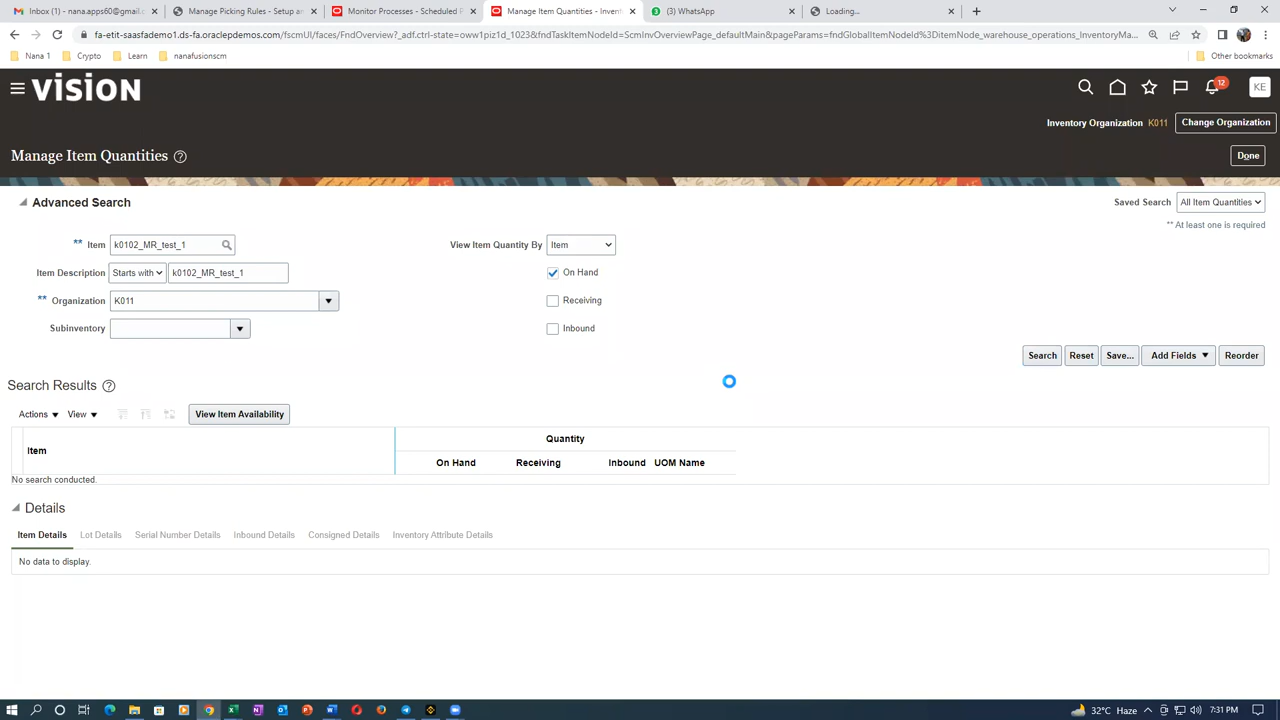 Inbox (1) - nana.apps60@gmail.c
Manage Picking Rules - Setup an
Monitor Processes - Scheduled P
Manage Item Quantities - Invent
(3) WhatsApp
Loading...
fa-etit-saasfademo1.ds-fa.oraclepdemos.com/fscmUI/faces/FndOverview?_adf.ctrl-state=oww1piz1d_1023&fndTaskItemNodeId=ScmInvOverviewPage_defaultMain&pageParams=fndGlobalItemNodeId%3DitemNode_warehouse_operations_InventoryMa...
Nana 1 Crypto Learn nanafusionscm Other bookmarks
VISION 12 KE
Inventory Organization K011 Change Organization
Manage Item Quantities Done
Advanced Search Saved Search All Item Quantities
** At least one is required
** Item k0102_MR_test_1 View Item Quantity By Item
Item Description Starts with k0102_MR_test_1 On Hand
** Organization K011 Receiving
Subinventory Inbound
Search Reset Save... Add Fields Reorder
Search Results
Actions View View Item Availability
Quantity
Item
On Hand Receiving Inbound UOM Name
No search conducted.
Details
Item Details Lot Details Serial Number Details Inbound Details Consigned Details Inventory Attribute Details
No data to display.
32°C Haze 7:31 PM